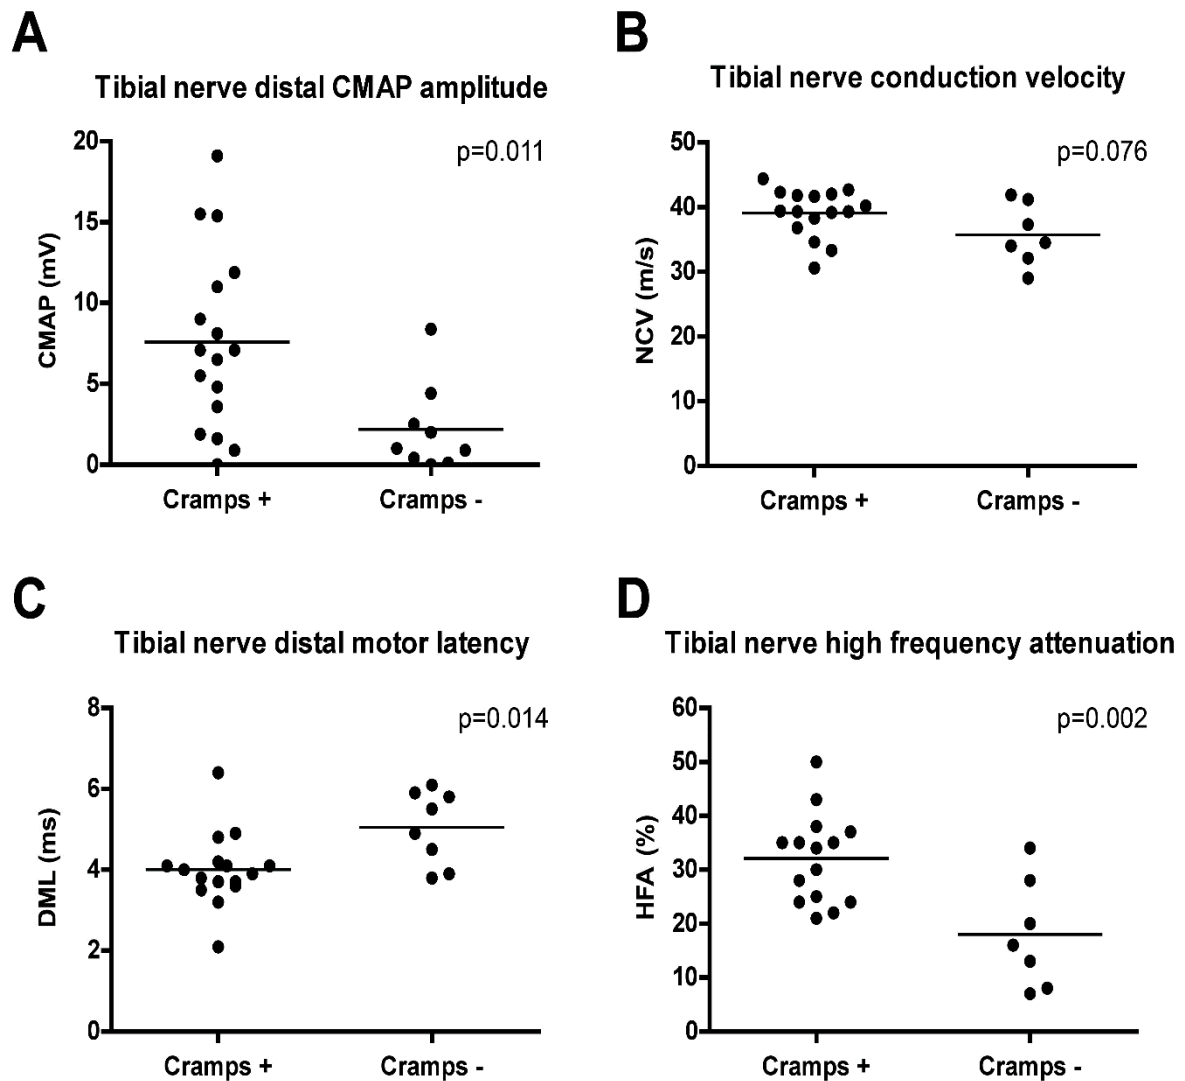 A
Tibial nerve distal CMAP amplitude
p=0.011
20
15
10
5
0
CMAP (mV)
Cramps +
Cramps -
B
Tibial nerve conduction velocity
p=0.076
50
40
30
20
10
0
NCV (m/s)
Cramps +
Cramps -
C
Tibial nerve distal motor latency
p=0.014
8
6
4
2
0
DML (ms)
Cramps +
Cramps -
D
Tibial nerve high frequency attenuation
p=0.002
60
50
40
30
20
10
0
HFA (%)
Cramps +
Cramps -